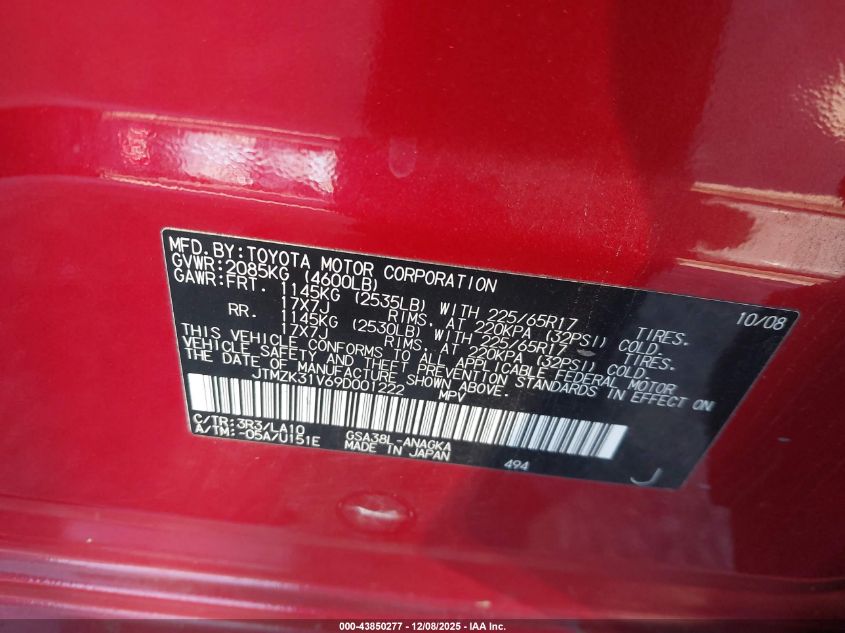 MFD.BY:TOYOTA MOTOR CORPORATION 10/08
GVWR:2085KG (4600LB)
GAWR:FRT. 1145KG (2535LB) WITH 225/65R17 TIRES.
17X7J RIMS. AT 220KPA (32PSI) COLD.
RR. 1145KG (2530LB) WITH 225/65R17 TIRES.
17X7J RIMS. AT 220KPA (32PSI) COLD.
THIS VEHICLE CONFORMS TO ALL APPLICABLE FEDERAL MOTOR
VEHICLE SAFETY AND THEFT PREVENTION STANDARDS IN EFFECT ON
THE DATE OF MANUFACTURE SHOWN ABOVE.
JTMZK31V69D001222 MPV
C/TR:3R3/LA10 GSA38L-ANAGKA
A/TM:-05A/U151E MADE IN JAPAN 494 J
000-43850277 - 12/08/2025 - IAA Inc.